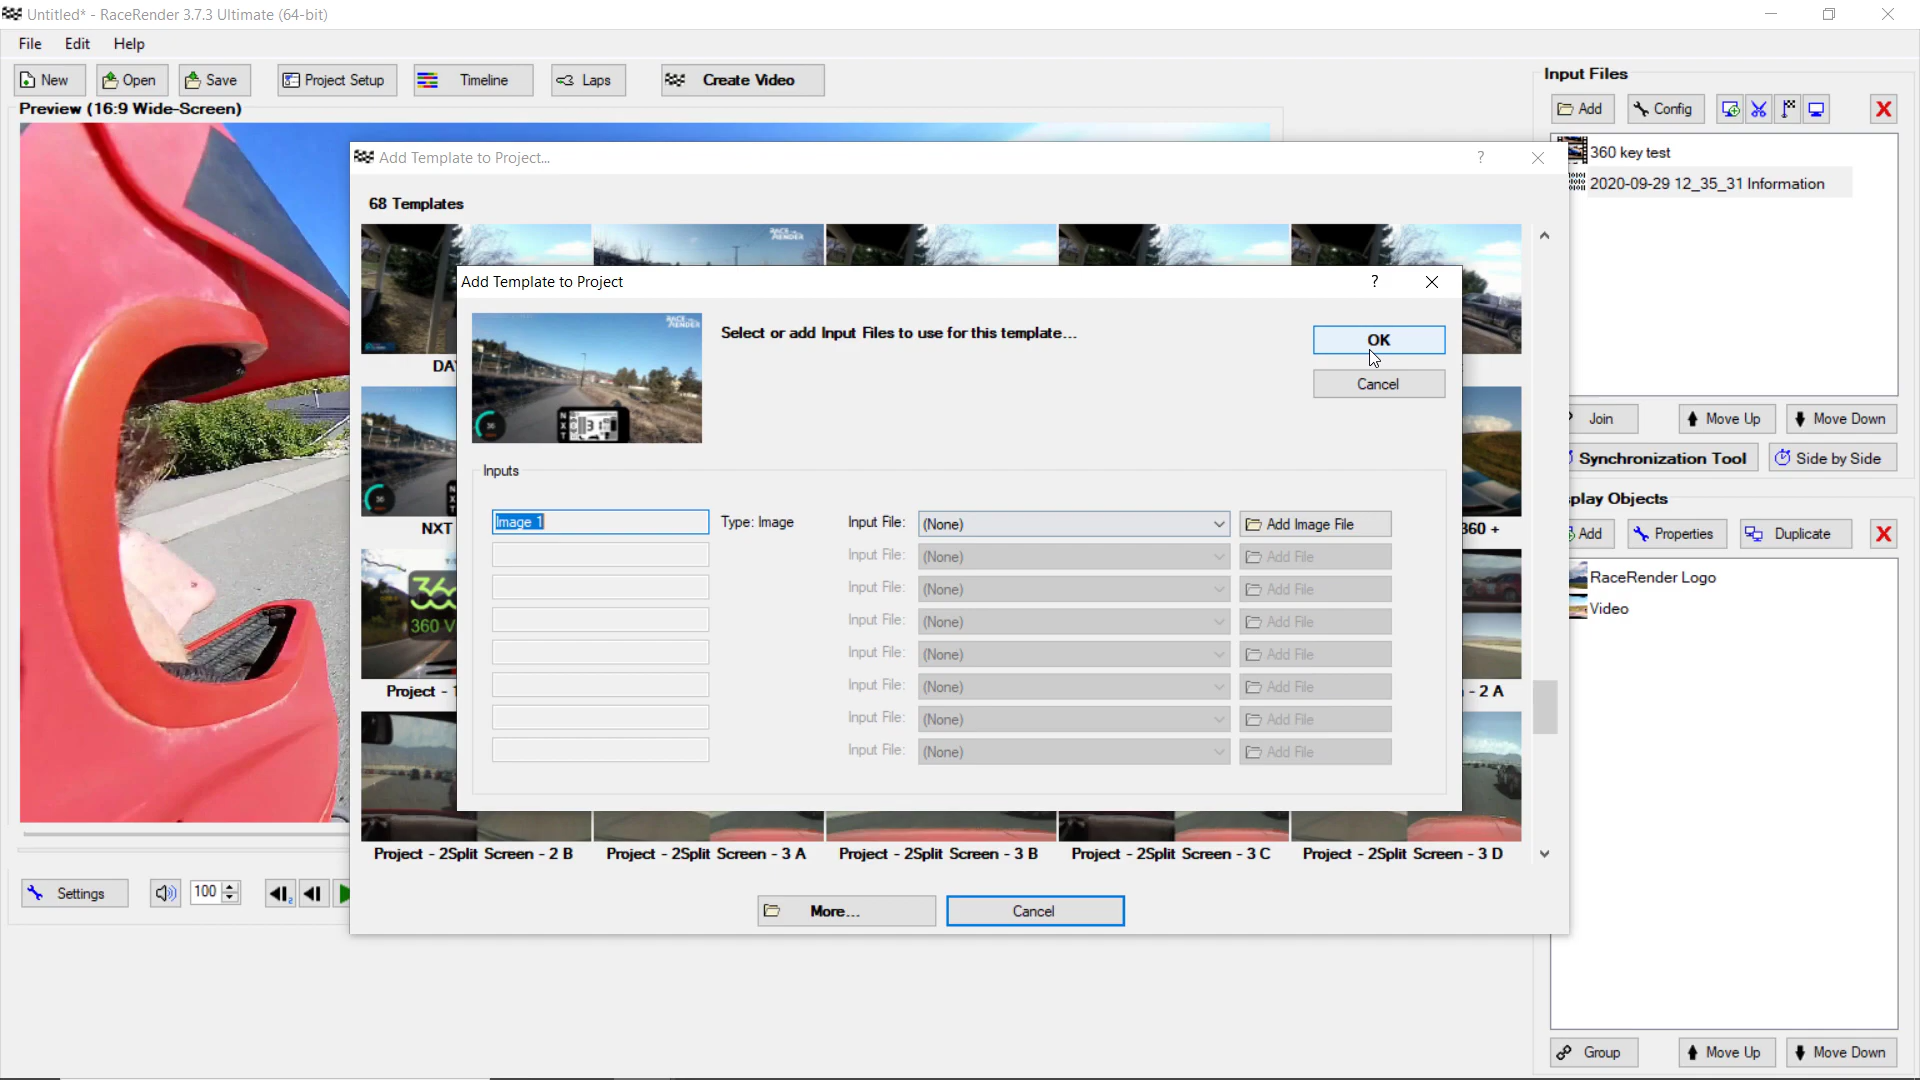 Untitled* - RaceRender 3.7.3 Ultimate (64-bit)
File Edit Help
New Open Save Project Setup Timeline Laps Create Video
Preview (16:9 Wide-Screen)
Input Files
Add Config
360 key test
2020-09-29 12_35_31 Information
Join Move Up Move Down
Synchronization Tool Side by Side
play Objects
Add Properties Duplicate
RaceRender Logo
Video
Group Move Up Move Down
Add Template to Project... ?
68 Templates
RACE RENDER
DA
NXT
360 +
360 V
Project -
- 2 A
Project - 2Split Screen - 2 B
Project - 2Split Screen - 3 A
Project - 2Split Screen - 3 B
Project - 2Split Screen - 3 C
Project - 2Split Screen - 3 D
More... Cancel
Add Template to Project ?
RACE RENDER
36
NXT
Select or add Input Files to use for this template...
OK
Cancel
Inputs
Image 1 Type: Image Input File: (None) Add Image File
Input File: (None) Add File
Input File: (None) Add File
Input File: (None) Add File
Input File: (None) Add File
Input File: (None) Add File
Input File: (None) Add File
Input File: (None) Add File
Settings 100